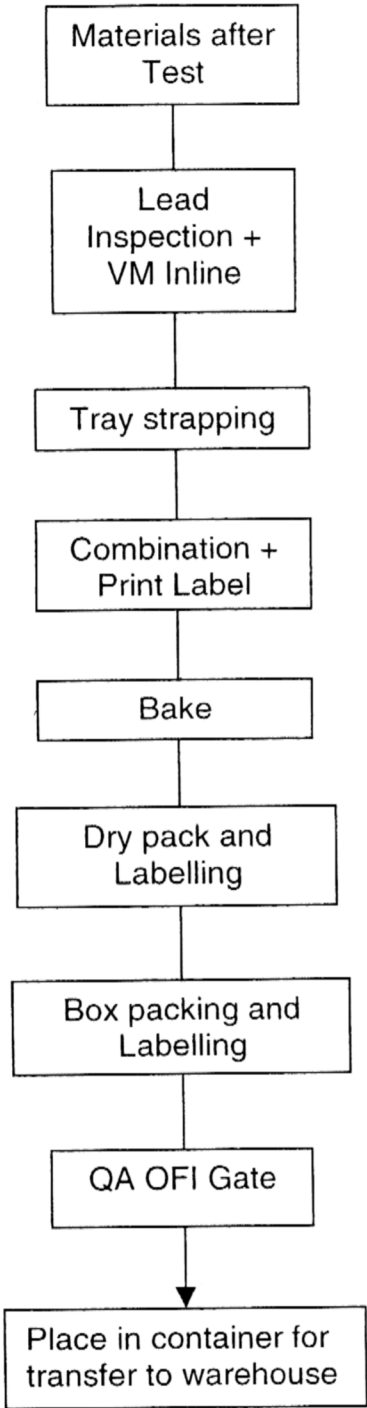 Materials after
Test
Lead
Inspection +
VM Inline
Tray strapping
Combination +
Print Label
Bake
Dry pack and
Labelling
Box packing and
Labelling
QA OFI Gate
Place in container for
transfer to warehouse